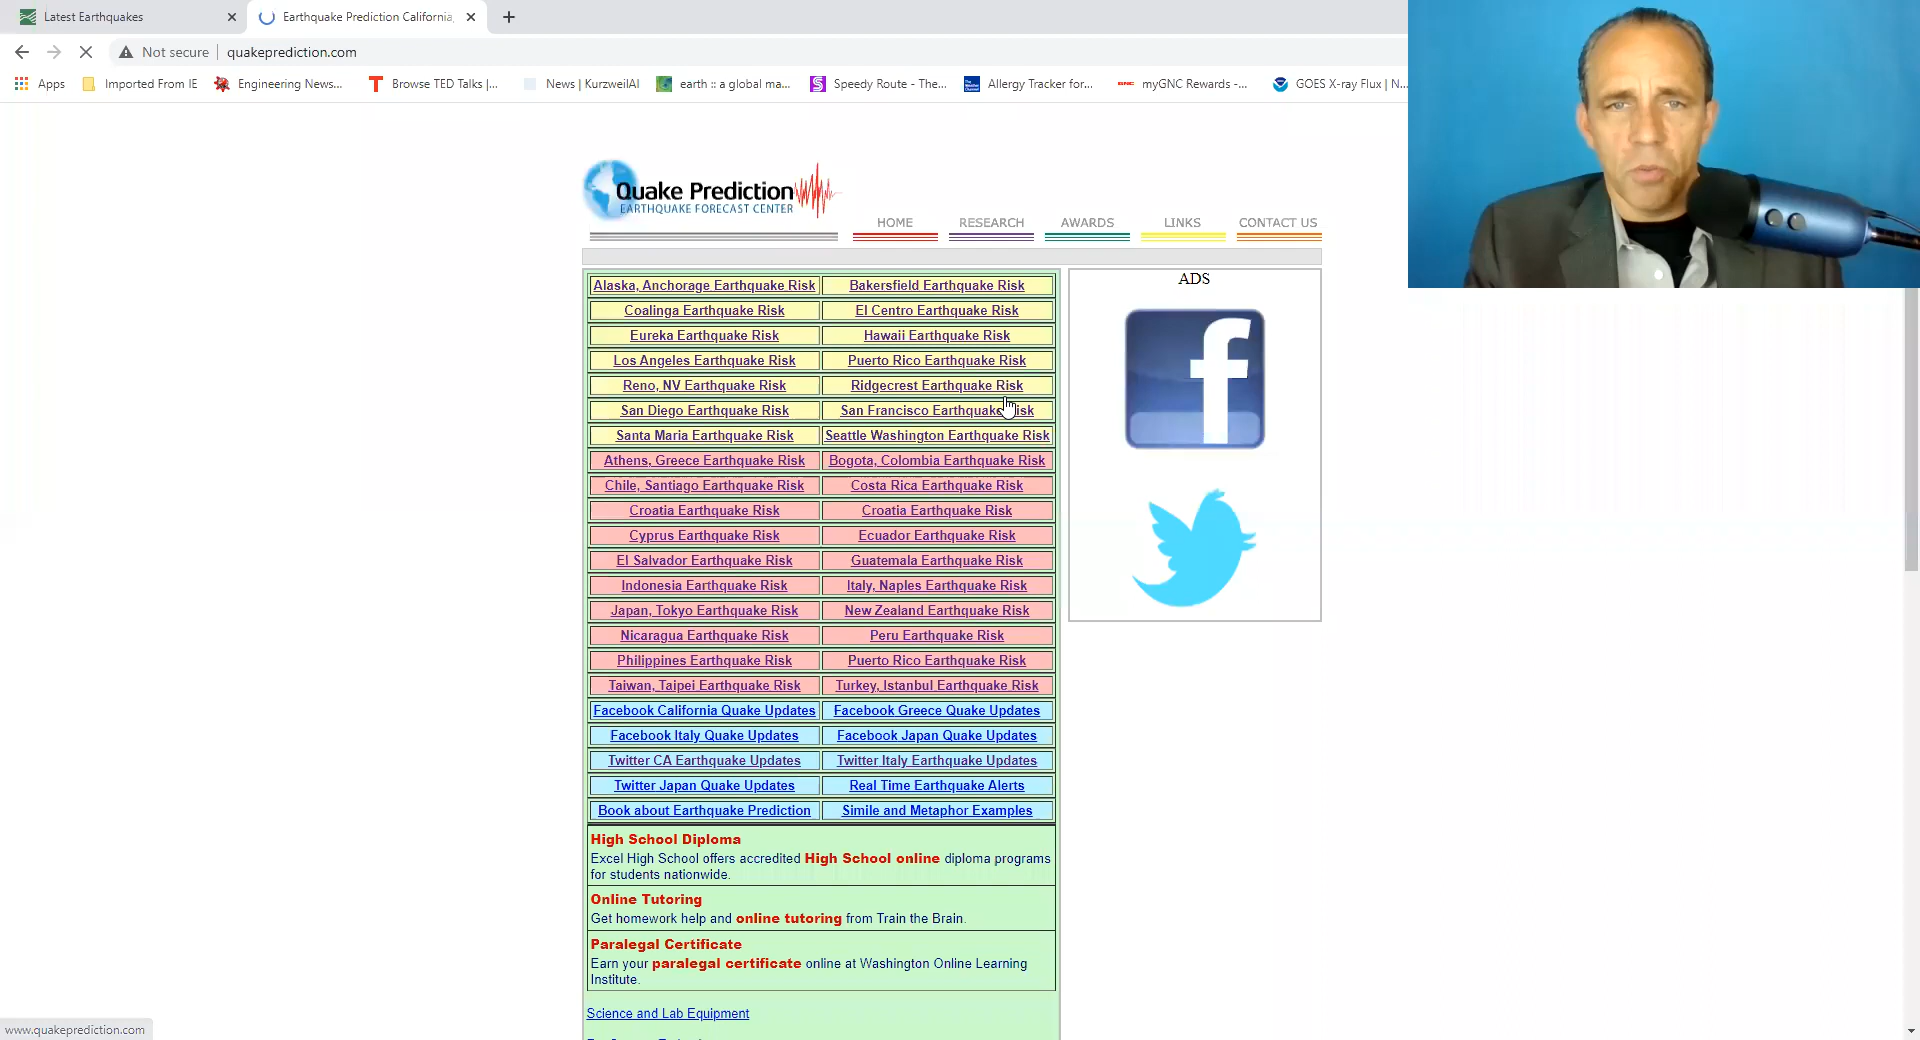 Latest Earthquakes
Earthquake Prediction California,
Not secure quakeprediction.com
Apps Imported From IE Engineering News... Browse TED Talks |... News | KurzweilAI earth :: a global ma... Speedy Route - The... Allergy Tracker for... myGNC Rewards -... GOES X-ray Flux | N...
Quake Prediction
EARTHQUAKE FORECAST CENTER
HOME RESEARCH AWARDS LINKS CONTACT US
Alaska, Anchorage Earthquake Risk Bakersfield Earthquake Risk
Coalinga Earthquake Risk El Centro Earthquake Risk
Eureka Earthquake Risk Hawaii Earthquake Risk
Los Angeles Earthquake Risk Puerto Rico Earthquake Risk
Reno, NV Earthquake Risk Ridgecrest Earthquake Risk
San Diego Earthquake Risk San Francisco Earthquake Risk
Santa Maria Earthquake Risk Seattle Washington Earthquake Risk
Athens, Greece Earthquake Risk Bogota, Colombia Earthquake Risk
Chile, Santiago Earthquake Risk Costa Rica Earthquake Risk
Croatia Earthquake Risk Croatia Earthquake Risk
Cyprus Earthquake Risk Ecuador Earthquake Risk
El Salvador Earthquake Risk Guatemala Earthquake Risk
Indonesia Earthquake Risk Italy, Naples Earthquake Risk
Japan, Tokyo Earthquake Risk New Zealand Earthquake Risk
Nicaragua Earthquake Risk Peru Earthquake Risk
Philippines Earthquake Risk Puerto Rico Earthquake Risk
Taiwan, Taipei Earthquake Risk Turkey, Istanbul Earthquake Risk
Facebook California Quake Updates Facebook Greece Quake Updates
Facebook Italy Quake Updates Facebook Japan Quake Updates
Twitter CA Earthquake Updates Twitter Italy Earthquake Updates
Twitter Japan Quake Updates Real Time Earthquake Alerts
Book about Earthquake Prediction Simile and Metaphor Examples
High School Diploma
Excel High School offers accredited High School online diploma programs
for students nationwide.
Online Tutoring
Get homework help and online tutoring from Train the Brain.
Paralegal Certificate
Earn your paralegal certificate online at Washington Online Learning
Institute.
Science and Lab Equipment
ADS
f
www.quakeprediction.com